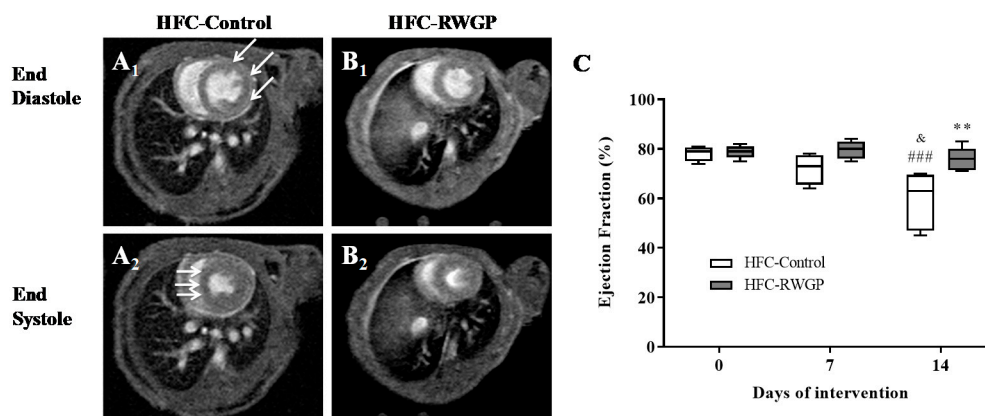 HFC-Control
HFC-RWGP
End
Diastole
A1
B1
End
Systole
A2
B2
C
Ejection Fraction (%)
100
80
60
40
20
0
&
###
**
HFC-Control
HFC-RWGP
0
7
14
Days of intervention